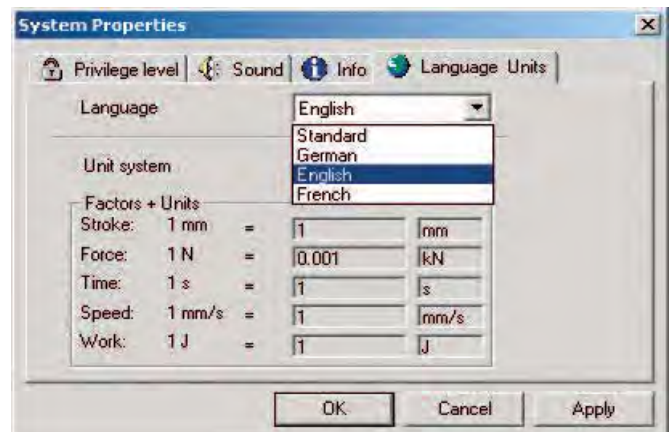 System Properties
Privilege level Sound Info Language Units
Language English
Standard
German
English
French
Unit system
Factors + Units
Stroke: 1 mm = 1 mm
Force: 1 N = 0.001 kN
Time: 1 s = 1 s
Speed: 1 mm/s = 1 mm/s
Work: 1 J = 1 J
OK Cancel Apply